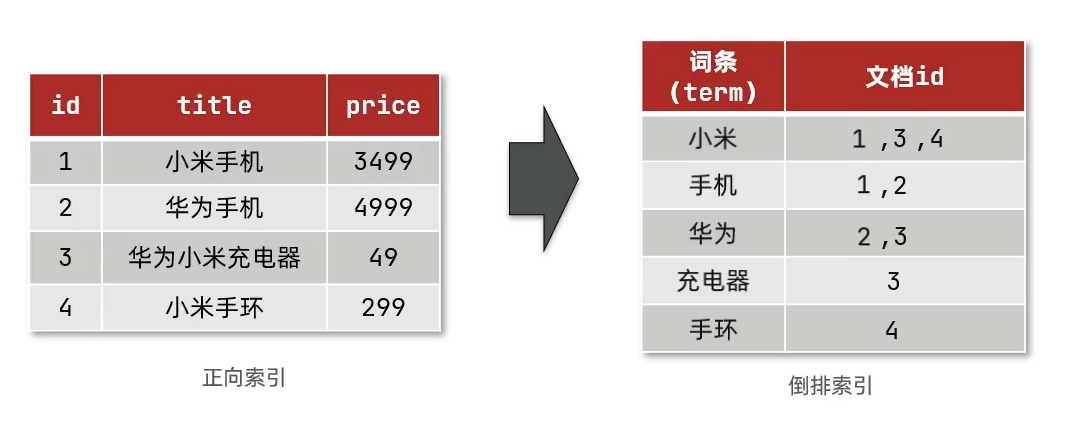 id title price
1 小米手机 3499
2 华为手机 4999
3 华为小米充电器 49
4 小米手环 299
正向索引
词条
(term) 文档id
小米 1 ,3 ,4
手机 1 ,2
华为 2 ,3
充电器 3
手环 4
倒排索引